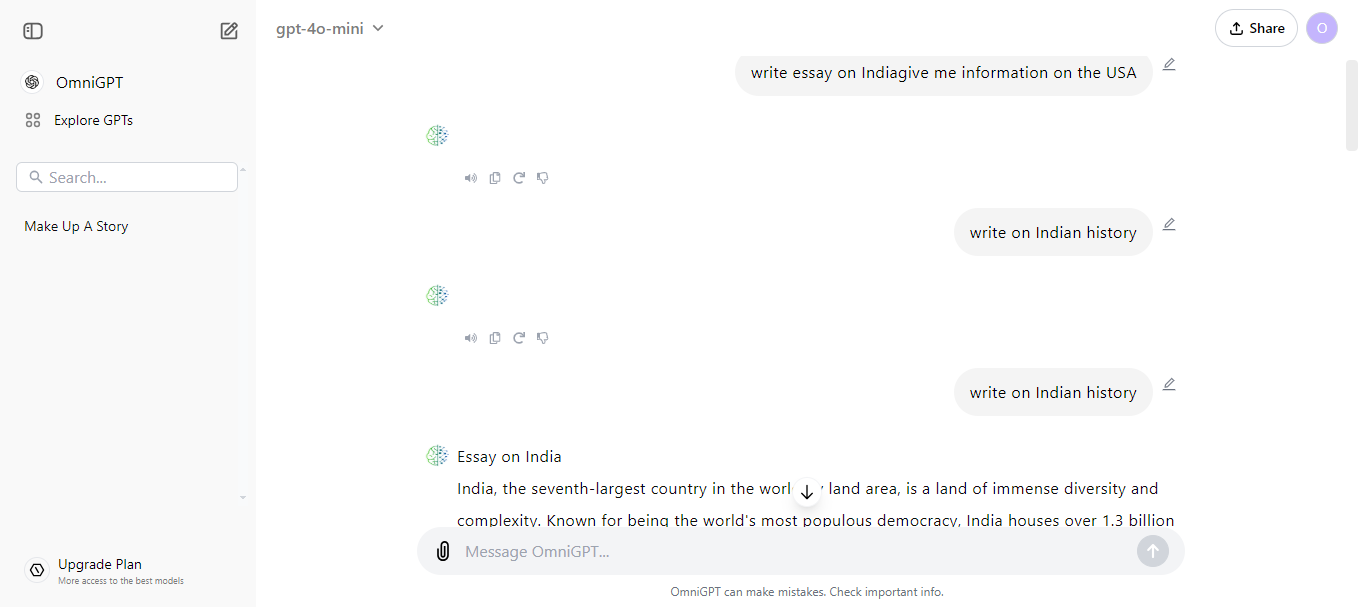 gpt-4o-mini
Share
O
OmniGPT
Explore GPTs
Search...
Make Up A Story
write essay on Indiagive me information on the USA
write on Indian history
write on Indian history
Essay on India
India, the seventh-largest country in the world land area, is a land of immense diversity and
complexity. Known for being the world's most populous democracy, India houses over 1.3 billion
Message OmniGPT...
Upgrade Plan
More access to the best models
OmniGPT can make mistakes. Check important info.